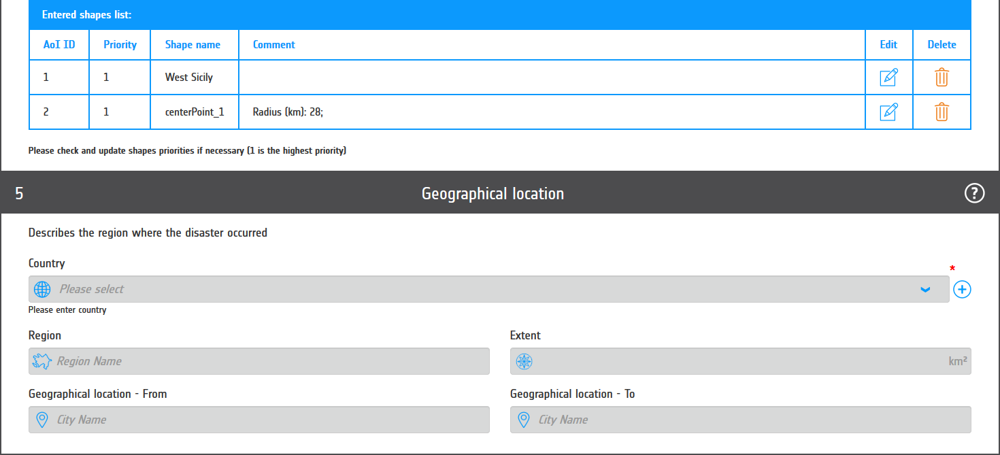 Entered shapes list:
AoI ID Priority Shape name Comment Edit Delete
1 1 West Sicily
2 1 centerPoint_1 Radius (km): 28;
Please check and update shapes priorities if necessary (1 is the highest priority)
5 Geographical location ?
Describes the region where the disaster occurred
Country
*
Please select
Please enter country
Region Extent
Region Name km²
Geographical location - From Geographical location - To
City Name City Name